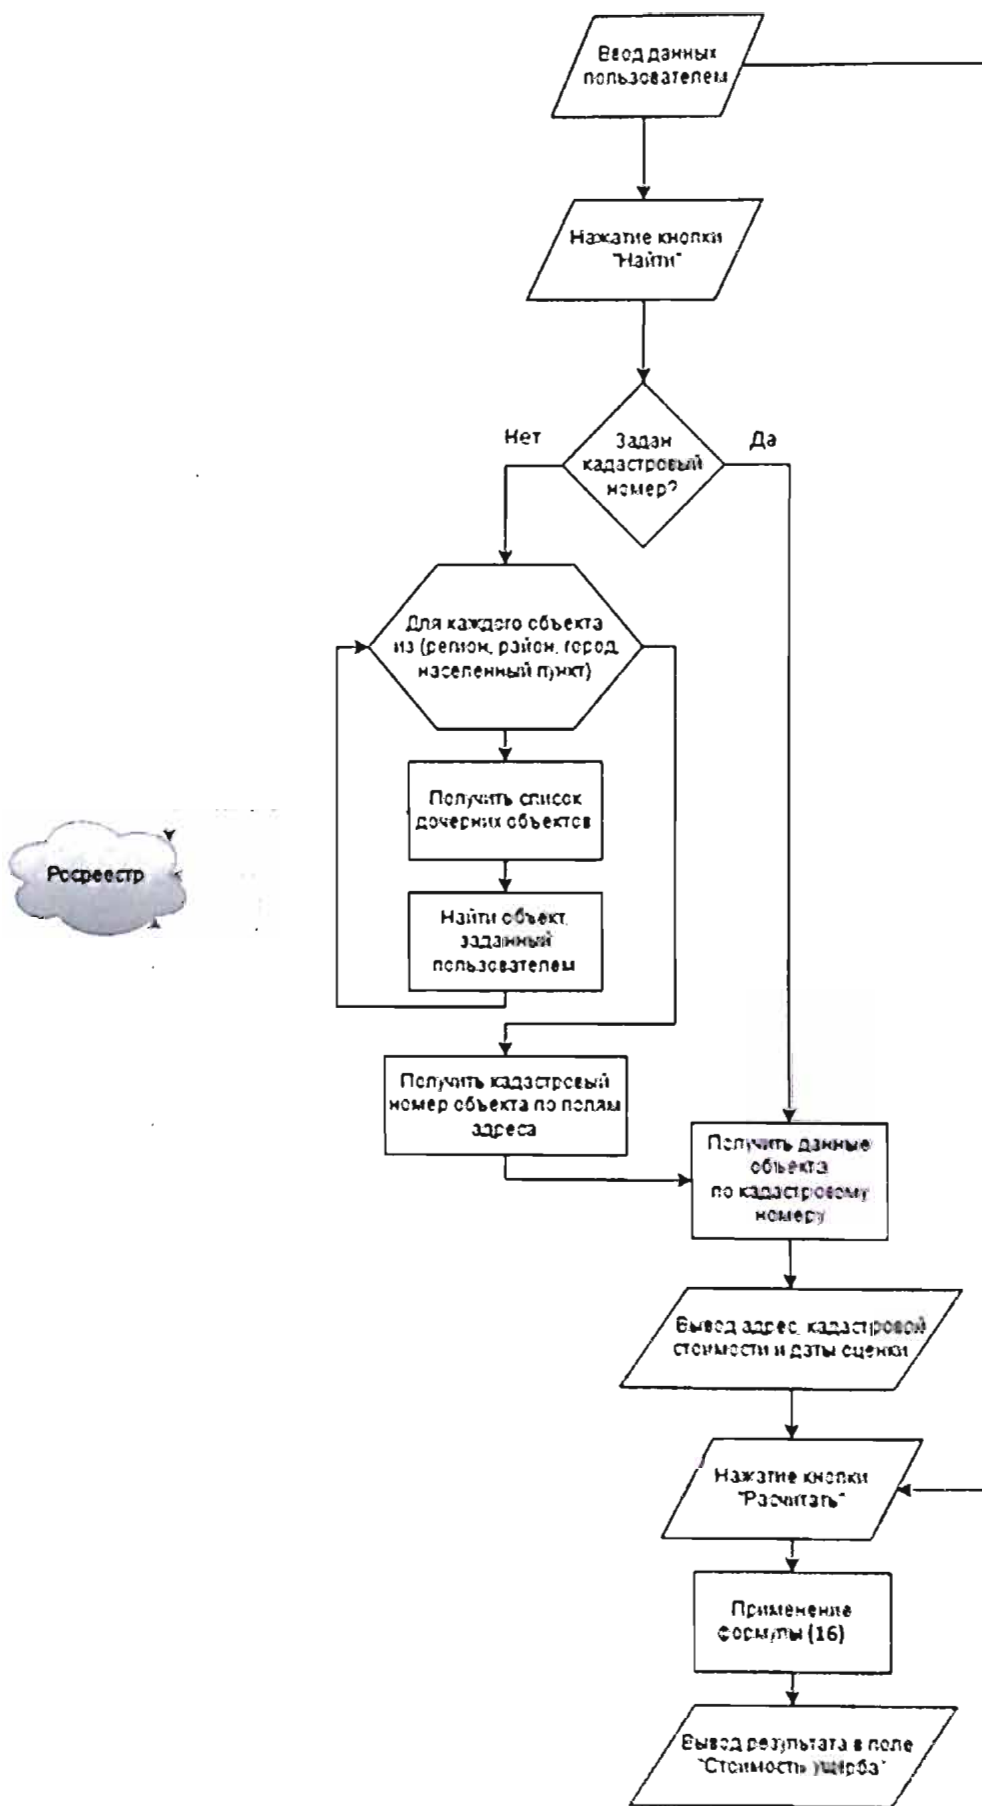 Ввод данных
пользователем
Нажатие кнопки
"Найти"
Нет
Задан
кадастровый
номер?
Да
Для каждого объекта
из (регион, район, город,
населенный пункт)
Получить список
дочерних объектов
Росреестр
Найти объект,
заданный
пользователем
Получить кадастровый
номер объекта по полям
адреса
Получить данные
объекта
по кадастровому
номеру
Вывод адрес, кадастровой
стоимости и даты оценки
Нажатие кнопки
"Расчитать"
Применение
формулы (16)
Вывод результата в поле
"Стоимость ущерба"